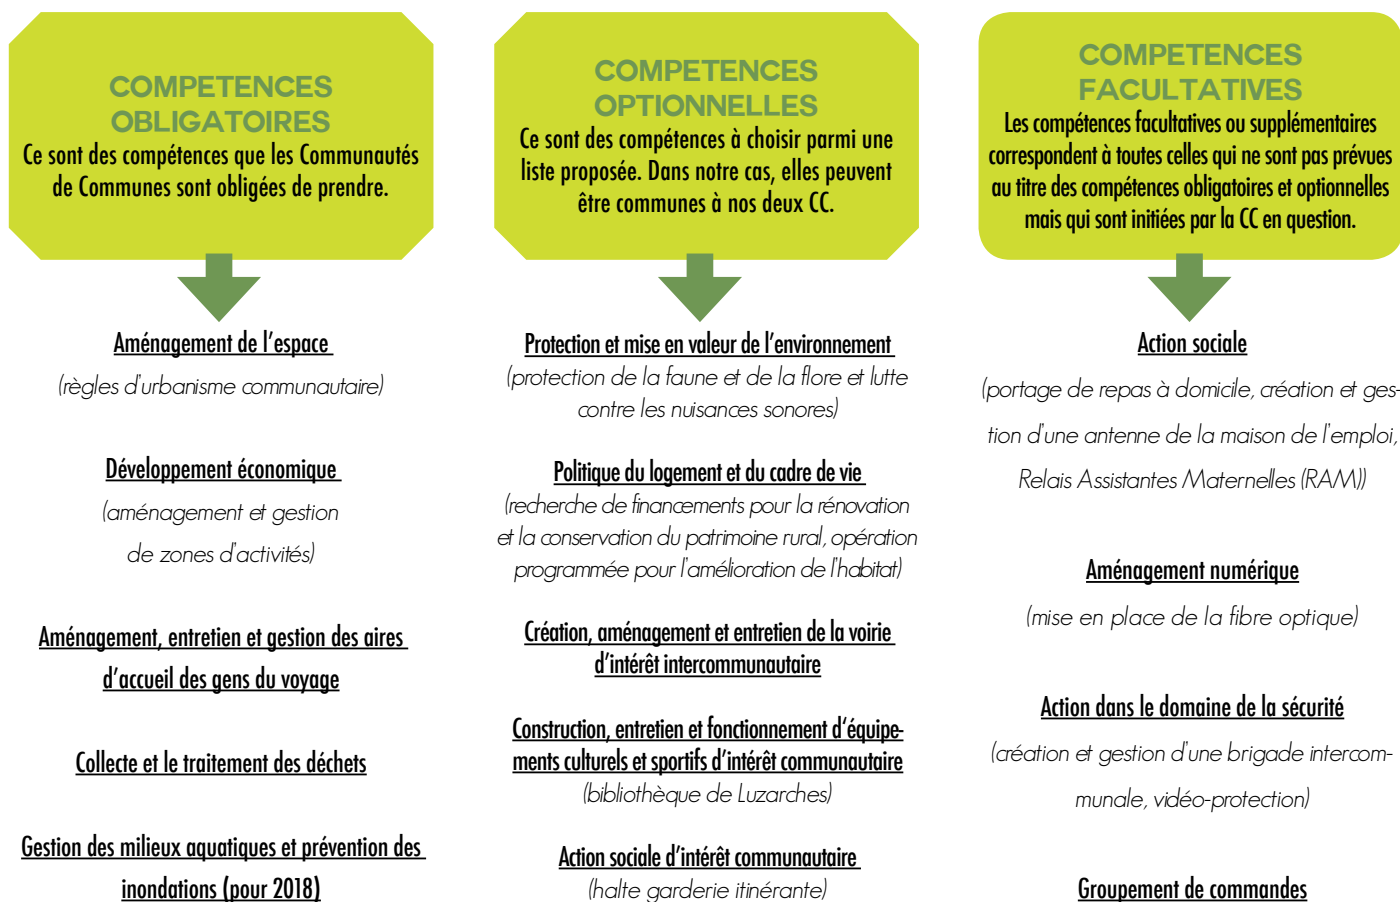 COMPETENCES
OBLIGATOIRES
Ce sont des compétences que les Communautés
de Communes sont obligées de prendre.
Aménagement de l'espace
(règles d'urbanisme communautaire)
Développement économique
(aménagement et gestion
de zones d'activités)
Aménagement, entretien et gestion des aires
d'accueil des gens du voyage
Collecte et le traitement des déchets
Gestion des milieux aquatiques et prévention des
inondations (pour 2018)
COMPETENCES
OPTIONNELLES
Ce sont des compétences à choisir parmi une
liste proposée. Dans notre cas, elles peuvent
être communes à nos deux CC.
Protection et mise en valeur de l'environnement
(protection de la faune et de la flore et lutte
contre les nuisances sonores)
Politique du logement et du cadre de vie
(recherche de financements pour la rénovation
et la conservation du patrimoine rural, opération
programmée pour l'amélioration de l'habitat)
Création, aménagement et entretien de la voirie
d'intérêt intercommunautaire
Construction, entretien et fonctionnement d'équipe-
ments culturels et sportifs d'intérêt communautaire
(bibliothèque de Luzarches)
Action sociale d'intérêt communautaire
(halte garderie itinérante)
COMPETENCES
FACULTATIVES
Les compétences facultatives ou supplémentaires
correspondent à toutes celles qui ne sont pas prévues
au titre des compétences obligatoires et optionnelles
mais qui sont initiées par la CC en question.
Action sociale
(portage de repas à domicile, création et ges-
tion d'une antenne de la maison de l'emploi,
Relais Assistantes Maternelles (RAM))
Aménagement numérique
(mise en place de la fibre optique)
Action dans le domaine de la sécurité
(création et gestion d'une brigade intercom-
munale, vidéo-protection)
Groupement de commandes